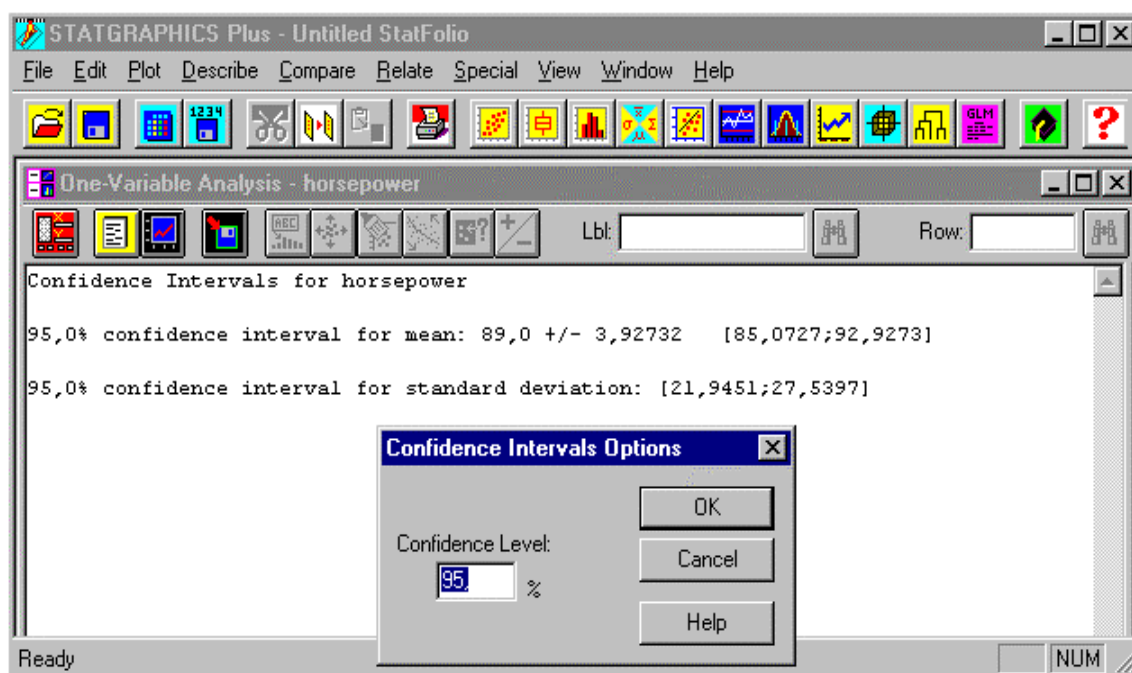 STATGRAPHICS Plus - Untitled StatFolio
File Edit Plot Describe Compare Relate Special View Window Help
1234
GLM
One-Variable Analysis - horsepower
ABC
Lbl:
Row:
Confidence Intervals for horsepower
95,0% confidence interval for mean: 89,0 +/- 3,92732 [85,0727;92,9273]
95,0% confidence interval for standard deviation: [21,9451;27,5397]
Confidence Intervals Options
OK
Confidence Level:
Cancel
95, %
Help
Ready
NUM